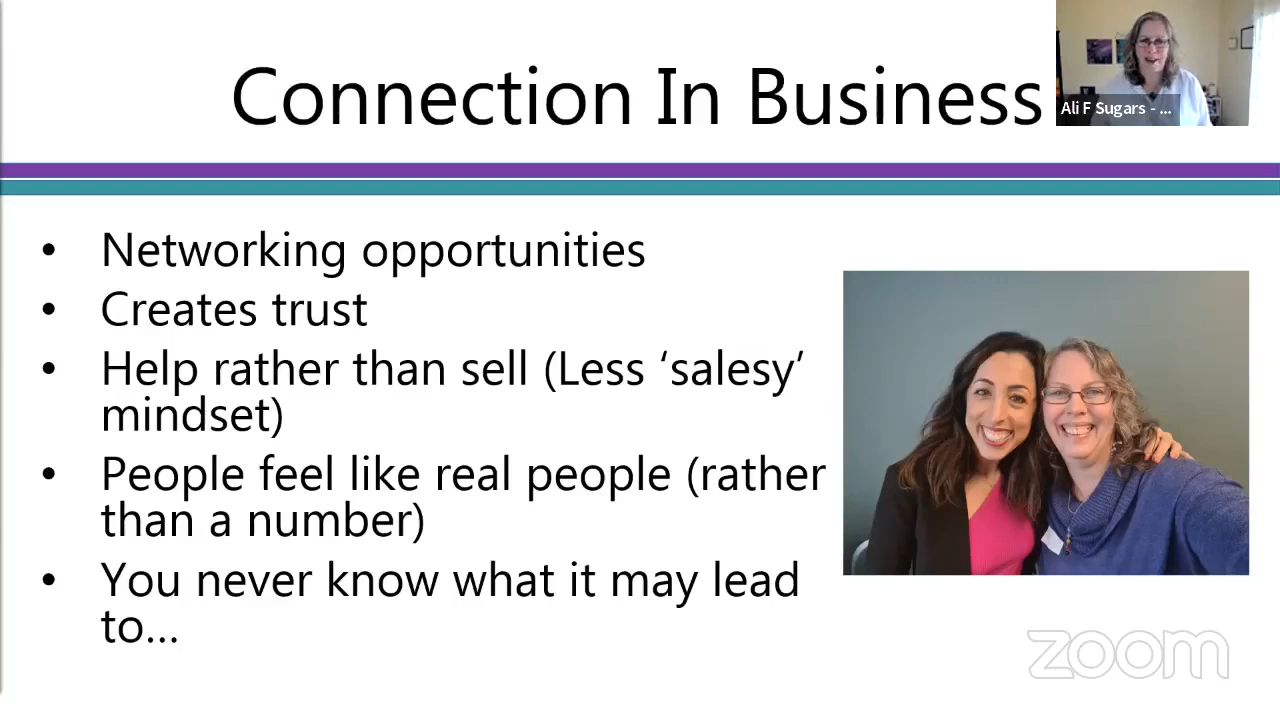 Connection In Business
Ali F Sugars - ...
• Networking opportunities
• Creates trust
• Help rather than sell (Less ‘salesy’
mindset)
• People feel like real people (rather
than a number)
• You never know what it may lead
to...
zoom